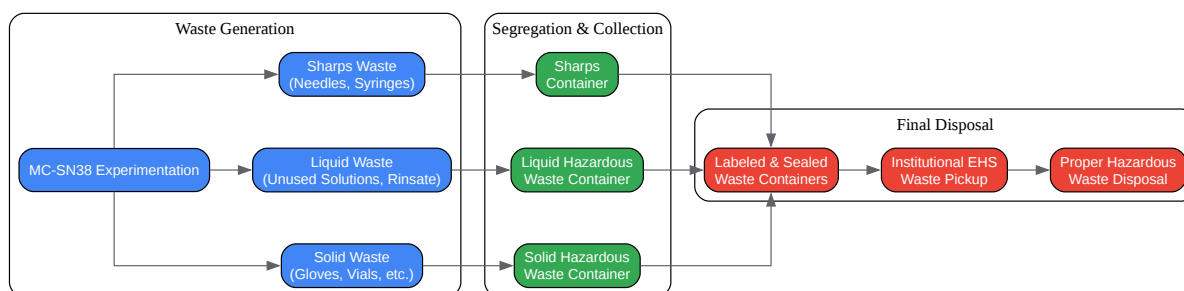 Waste Generation
Segregation & Collection
Sharps Waste
(Needles, Syringes)
Sharps
Container
Final Disposal
MC-SN38 Experimentation
Liquid Waste
(Unused Solutions, Rinsate)
Liquid Hazardous
Waste Container
Labeled & Sealed
Waste Containers
Institutional EHS
Waste Pickup
Proper Hazardous
Waste Disposal
Solid Waste
(Gloves, Vials, etc.)
Solid Hazardous
Waste Container